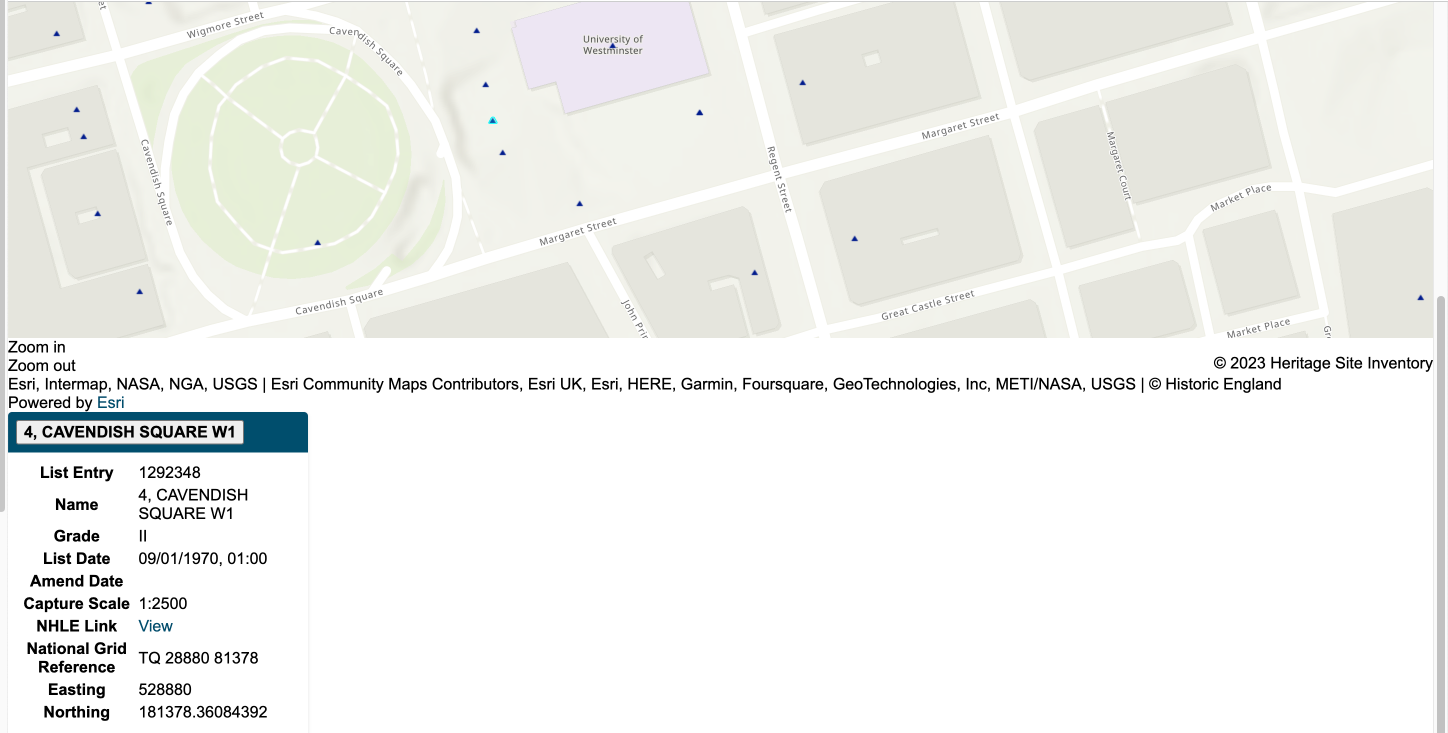 Wigmore Street
Cavendish Square
University of
Westminster
Cavendish Square
Margaret Street
Margaret Court
Regent Street
Market Place
Margaret Street
Cavendish Square
Great Castle Street
Market Place
Zoom in
Zoom out
© 2023 Heritage Site Inventory
Esri, Intermap, NASA, NGA, USGS | Esri Community Maps Contributors, Esri UK, Esri, HERE, Garmin, Foursquare, GeoTechnologies, Inc, METI/NASA, USGS | © Historic England
Powered by Esri
4, CAVENDISH SQUARE W1
List Entry 1292348
Name 4, CAVENDISH
SQUARE W1
Grade II
List Date 09/01/1970, 01:00
Amend Date
Capture Scale 1:2500
NHLE Link View
National Grid
Reference TQ 28880 81378
Easting 528880
Northing 181378.36084392